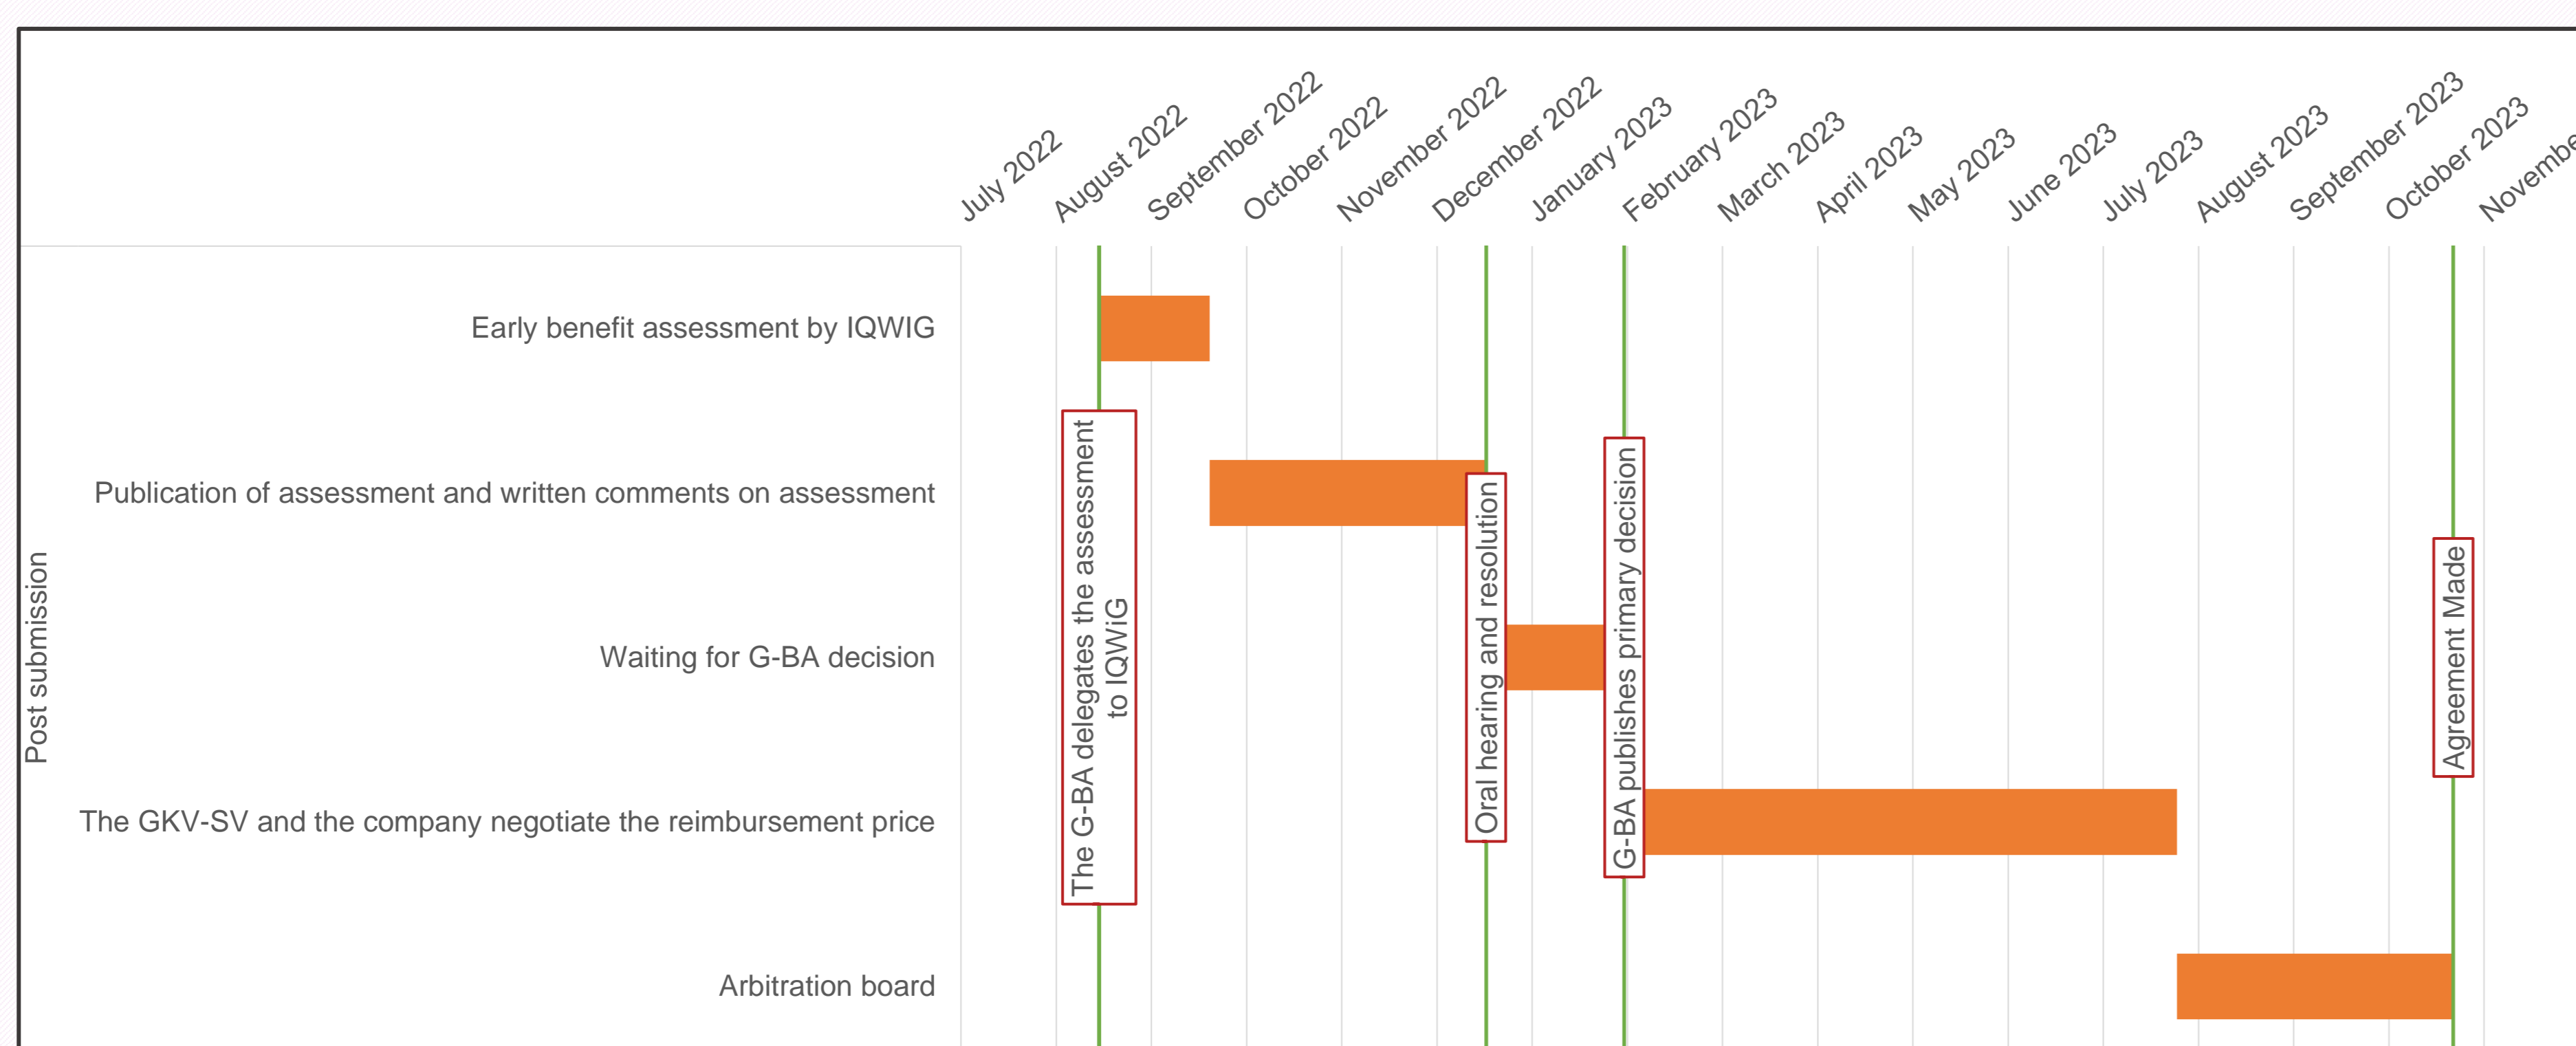 July 2022
August 2022
September 2022
October 2022
November 2022
December 2022
January 2023
February 2023
March 2023
April 2023
May 2023
June 2023
July 2023
August 2023
September 2023
October 2023
Post submission
Early benefit assessment by IQWIG
Publication of assessment and written comments on assessment
Waiting for G-BA decision
The GKV-SV and the company negotiate the reimbursement price
Arbitration board
The G-BA delegates the assessment
to IQWiG
Oral hearing and resolution
G-BA publishes primary decision
Agreement Made